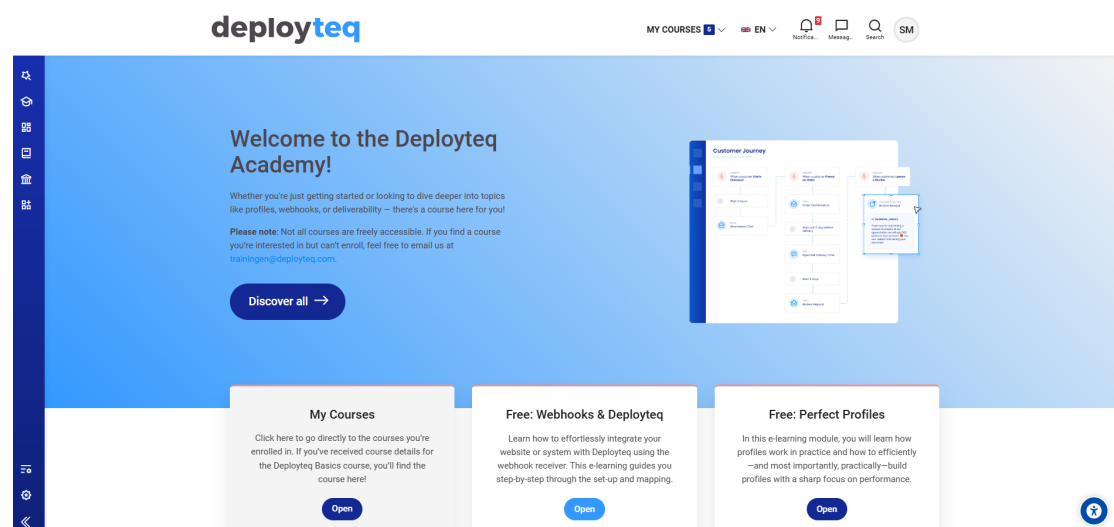 deployteq
MY COURSES 5
EN
9
Notifica...
Messag...
Search
SM
Welcome to the Deployteq
Academy!
Whether you're just getting started or looking to dive deeper into topics
like profiles, webhooks, or deliverability — there's a course here for you!
Please note: Not all courses are freely accessible. If you find a course
you're interested in but can't enroll, feel free to email us at
trainingen@deployteq.com.
Discover all
Customer Journey
My Courses
Click here to go directly to the courses you're
enrolled in. If you've received course details for
the Deployteq Basics course, you'll find the
course here!
Open
Free: Webhooks & Deployteq
Learn how to effortlessly integrate your
website or system with Deployteq using the
webhook receiver. This e-learning guides you
step-by-step through the set-up and mapping.
Open
Free: Perfect Profiles
In this e-learning module, you will learn how
profiles work in practice and how to efficiently
—and most importantly, practically—build
profiles with a sharp focus on performance.
Open